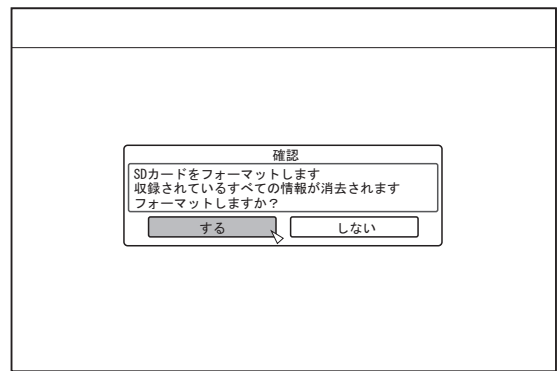 確認
SDカードをフォーマットします
収録されているすべての情報が消去されます
フォーマットしますか？
する
しない